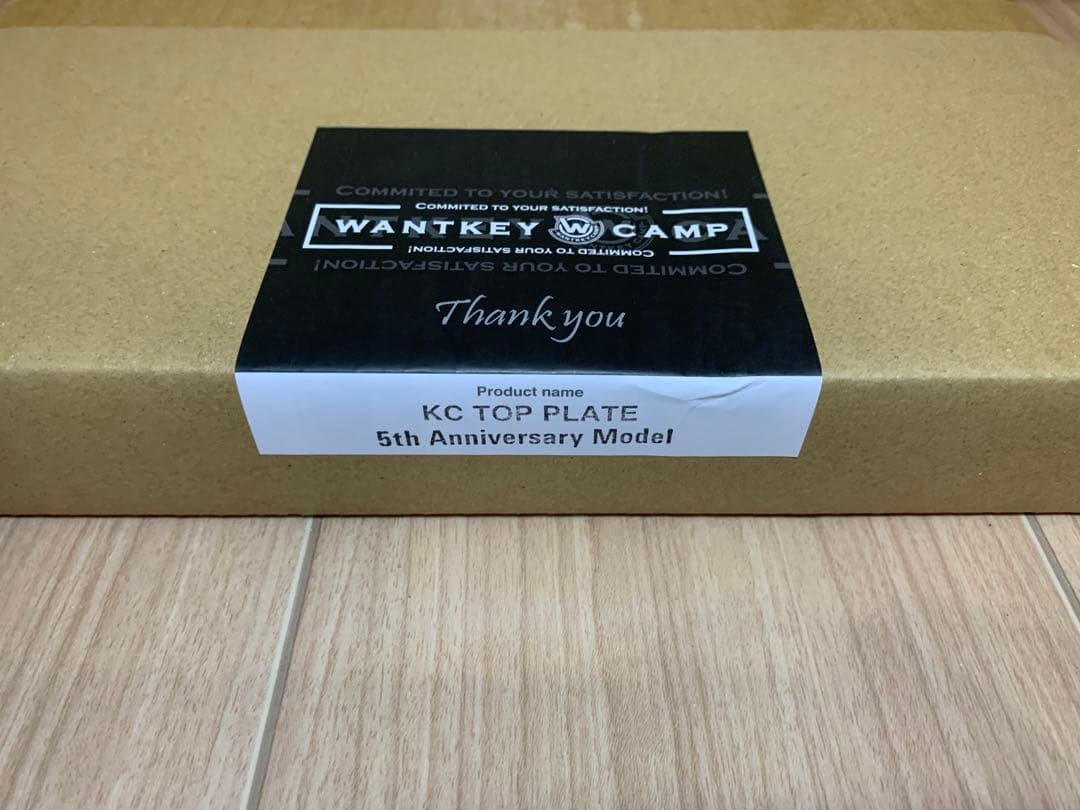 COMMITED TO YOUR SATISFACTION!
COMMITED TO YOUR SATISFACTION!
WANTKEY W CAMP
COMMITED TO YOUR SATISFACTION!
COMMITED TO YOUR SATISFACTION!
Thank you
Product name
KC TOP PLATE
5th Anniversary Model